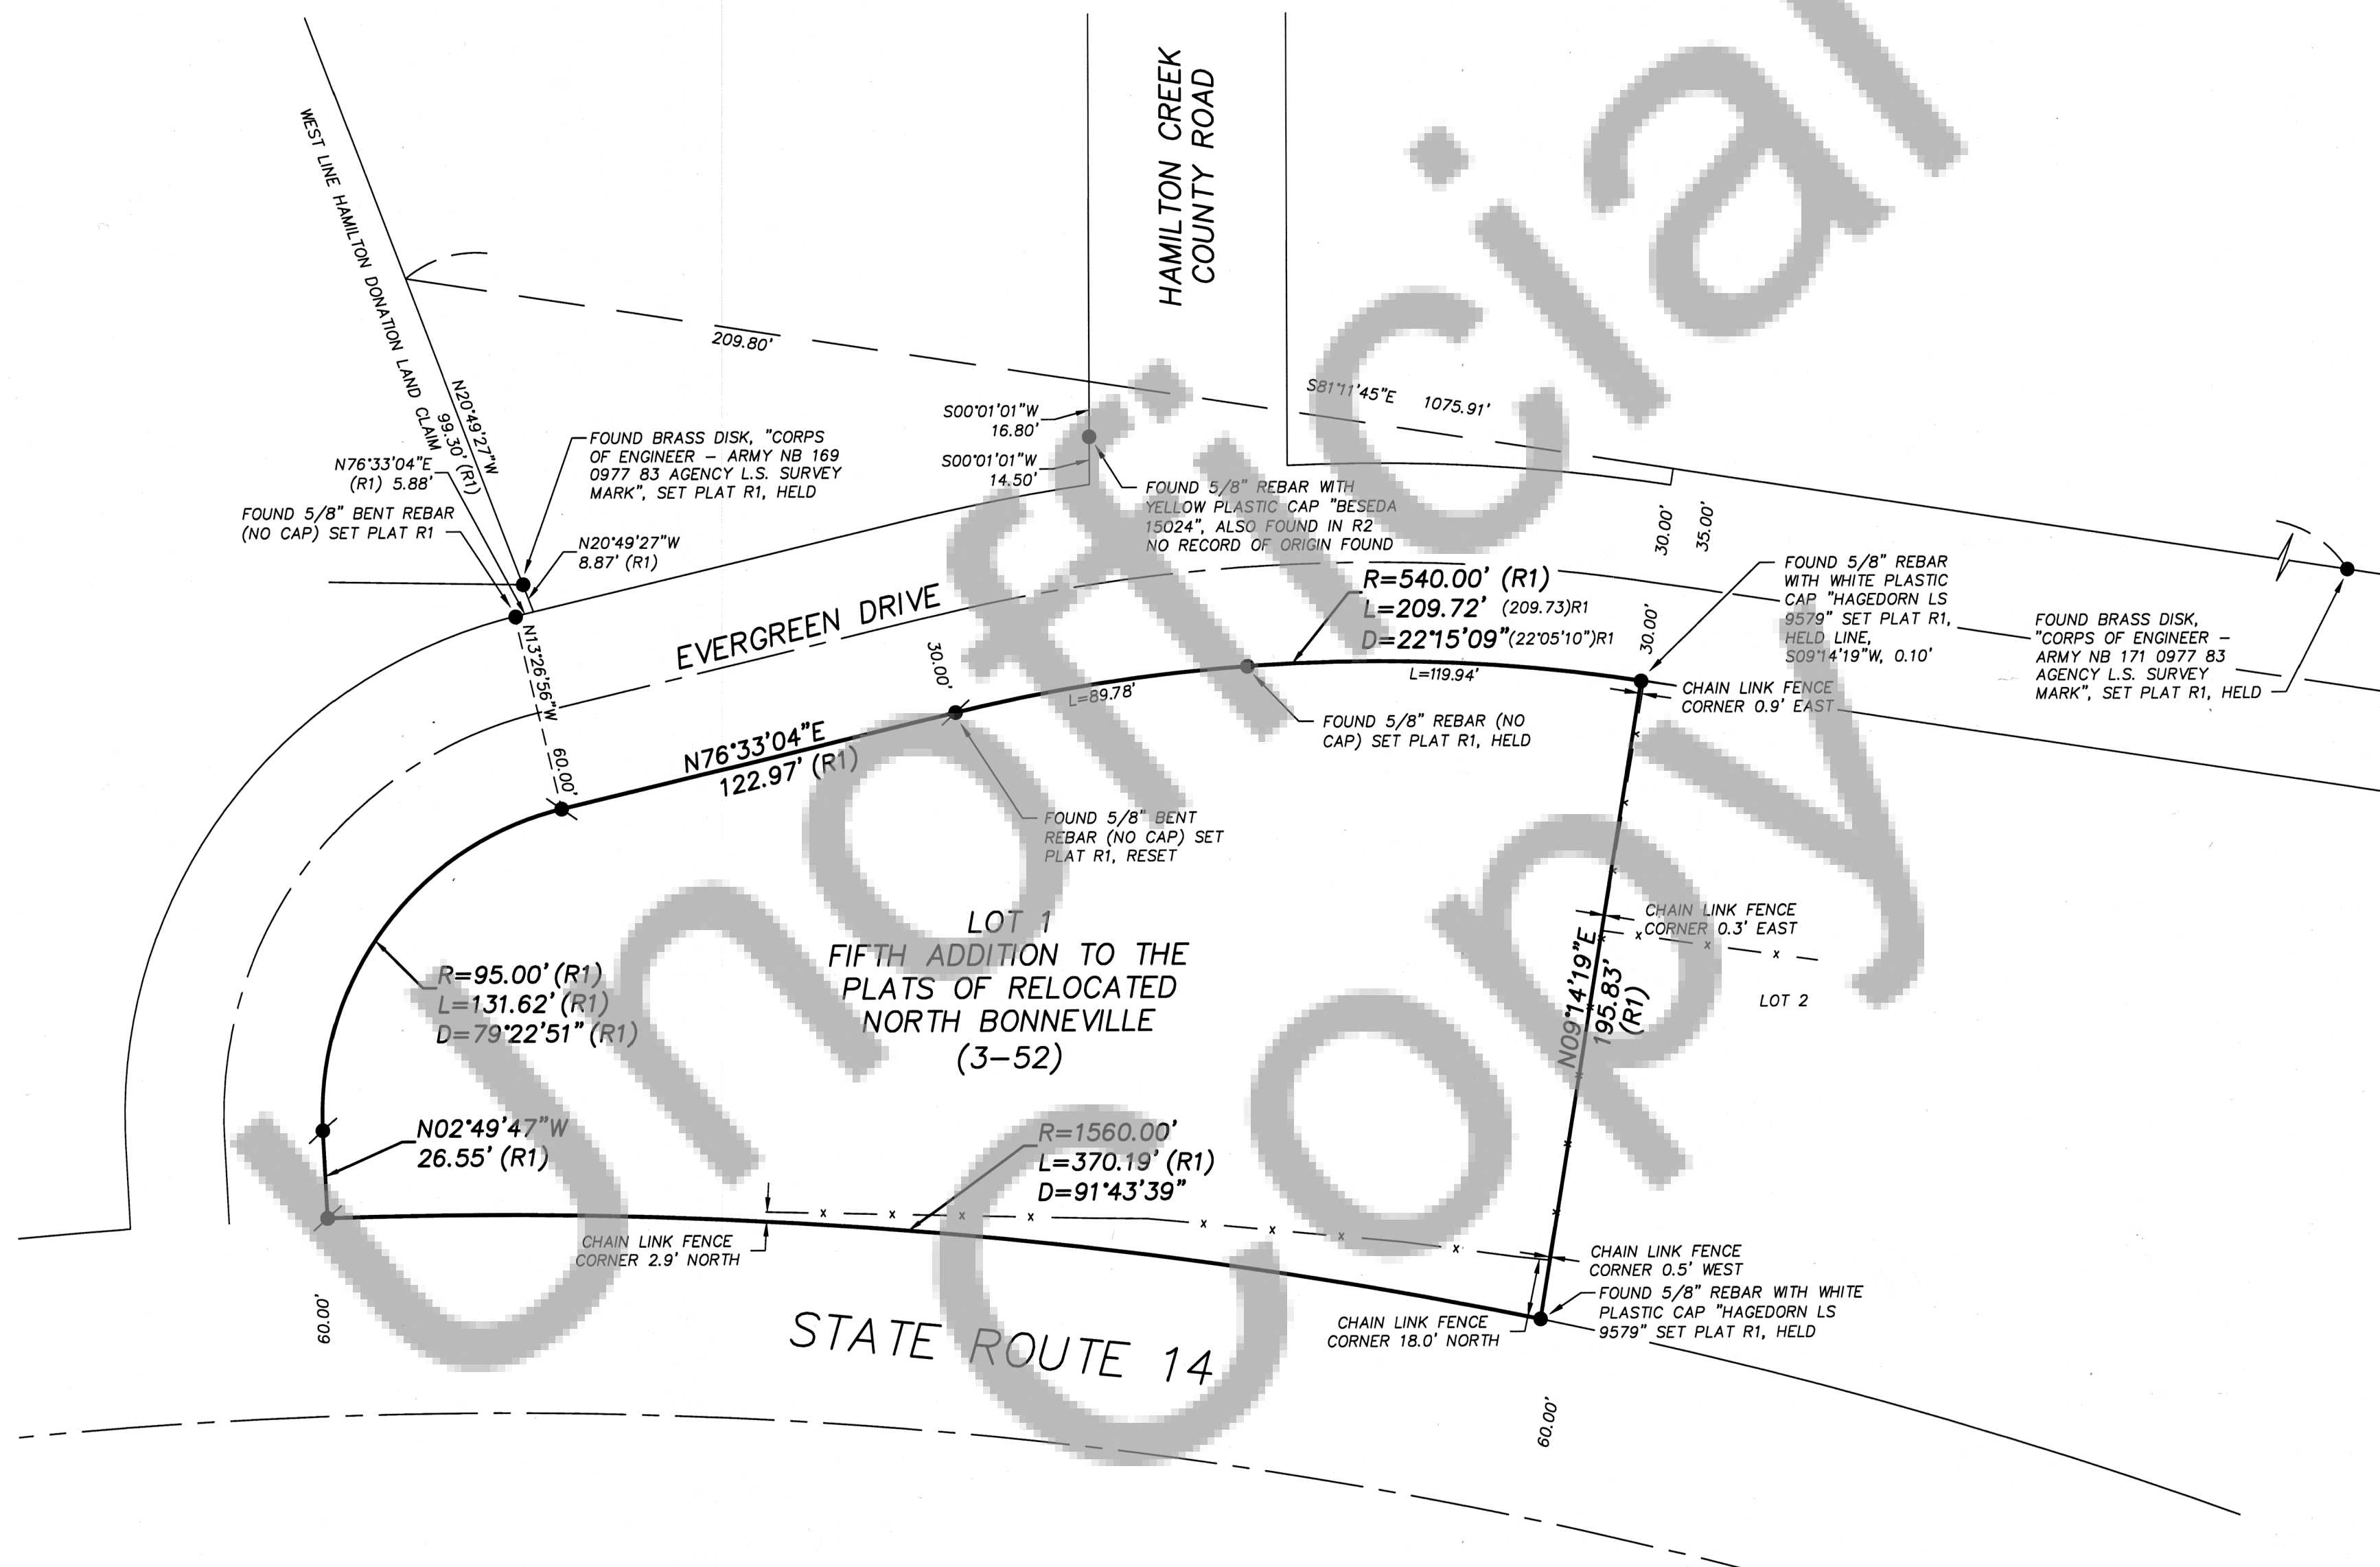 HAMILTON CREEK
COUNTY ROAD
WEST LINE HAMILTON DONATION LAND CLAIM
N20°49'27"W
99.30' (R1)
209.80'
S81°11'45"E 1075.91'
S00°01'01"W
16.80'
S00°01'01"W
14.50'
N76°33'04"E
(R1) 5.88'
FOUND BRASS DISK, "CORPS
OF ENGINEER – ARMY NB 169
0977 83 AGENCY L.S. SURVEY
MARK", SET PLAT R1, HELD
FOUND 5/8" BENT REBAR
(NO CAP) SET PLAT R1
N20°49'27"W
8.87' (R1)
FOUND 5/8" REBAR WITH
YELLOW PLASTIC CAP "BESEDA
15024", ALSO FOUND IN R2
NO RECORD OF ORIGIN FOUND
30.00'
35.00'
EVERGREEN DRIVE
R=540.00' (R1)
L=209.72' (209.73)R1
D=22°15'09"(22°05'10")R1
30.00'
FOUND 5/8" REBAR
WITH WHITE PLASTIC
CAP "HAGEDORN LS
9579" SET PLAT R1,
HELD LINE,
S09°14'19"W, 0.10'
FOUND BRASS DISK,
"CORPS OF ENGINEER –
ARMY NB 171 0977 83
AGENCY L.S. SURVEY
MARK", SET PLAT R1, HELD
N13°26'56"W
60.00'
30.00'
L=89.78'
L=119.94'
CHAIN LINK FENCE
CORNER 0.9' EAST
FOUND 5/8" REBAR (NO
CAP) SET PLAT R1, HELD
N76°33'04"E
122.97' (R1)
FOUND 5/8" BENT
REBAR (NO CAP) SET
PLAT R1, RESET
LOT 1
FIFTH ADDITION TO THE
PLATS OF RELOCATED
NORTH BONNEVILLE
(3–52)
CHAIN LINK FENCE
CORNER 0.3' EAST
LOT 2
N09°14'19"E
195.83'
(R1)
R=95.00' (R1)
L=131.62' (R1)
D=79°22'51" (R1)
N02°49'47"W
26.55' (R1)
R=1560.00'
L=370.19' (R1)
D=91°43'39"
CHAIN LINK FENCE
CORNER 2.9' NORTH
CHAIN LINK FENCE
CORNER 0.5' WEST
FOUND 5/8" REBAR WITH WHITE
PLASTIC CAP "HAGEDORN LS
9579" SET PLAT R1, HELD
CHAIN LINK FENCE
CORNER 18.0' NORTH
60.00'
STATE ROUTE 14
60.00'
Unofficial
Copy